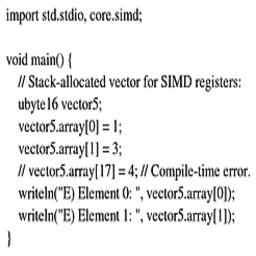 import std.stdio, core.simd;
void main() {
// Stack-allocated vector for SIMD registers:
ubyte16 vector5;
vector5.array[0] = 1;
vector5.array[1] = 3;
// vector5.array[17] = 4; // Compile-time error.
writeln("E) Element 0: ", vector5.array[0]);
writeln("E) Element 1: ", vector5.array[1]);
}